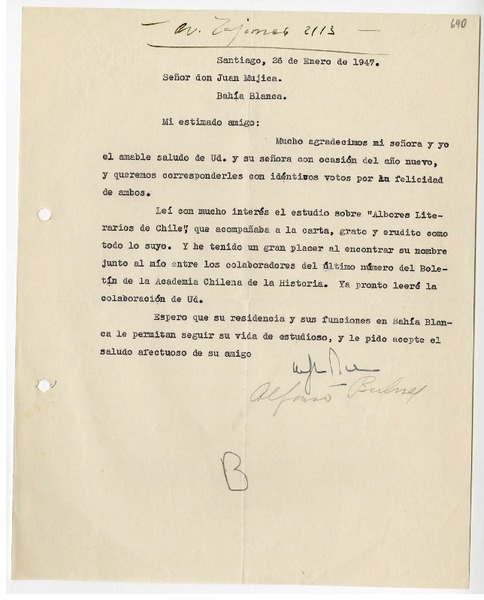 690
Av. Lajarnes 2113
Santiago, 26 de Enero de 1947.
Señor don Juan Mujica.
Bahía Blanca.
Mi estimado amigo:
Mucho agradecimos mi señora y yo
el amable saludo de Ud. y su señora con ocasión del año nuevo,
y queremos corresponderles con idénticos votos por la felicidad
de ambos.
Leí con mucho interés el estudio sobre "Albores Lite-
rarios de Chile", que acompañaba a la carta, grato y erudito como
todo lo suyo. Y he tenido un gran placer al encontrar su nombre
junto al mío entre los colaboradores del último número del Bole-
tín de la Academia Chilena de la Historia. Ya pronto leeré la
colaboración de Ud.
Espero que su residencia y sus funciones en Bahía Blan-
ca le permitan seguir su vida de estudioso, y le pido acepte el
saludo afectuoso de su amigo
Alfonso Bulnes
B